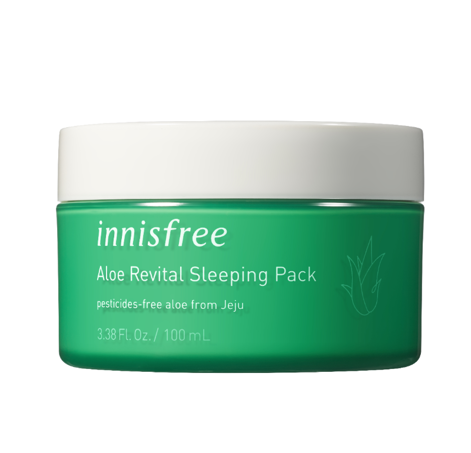 innisfree
Aloe Revital Sleeping Pack
pesticides-free aloe from Jeju
3.38 Fl. Oz. / 100 mL